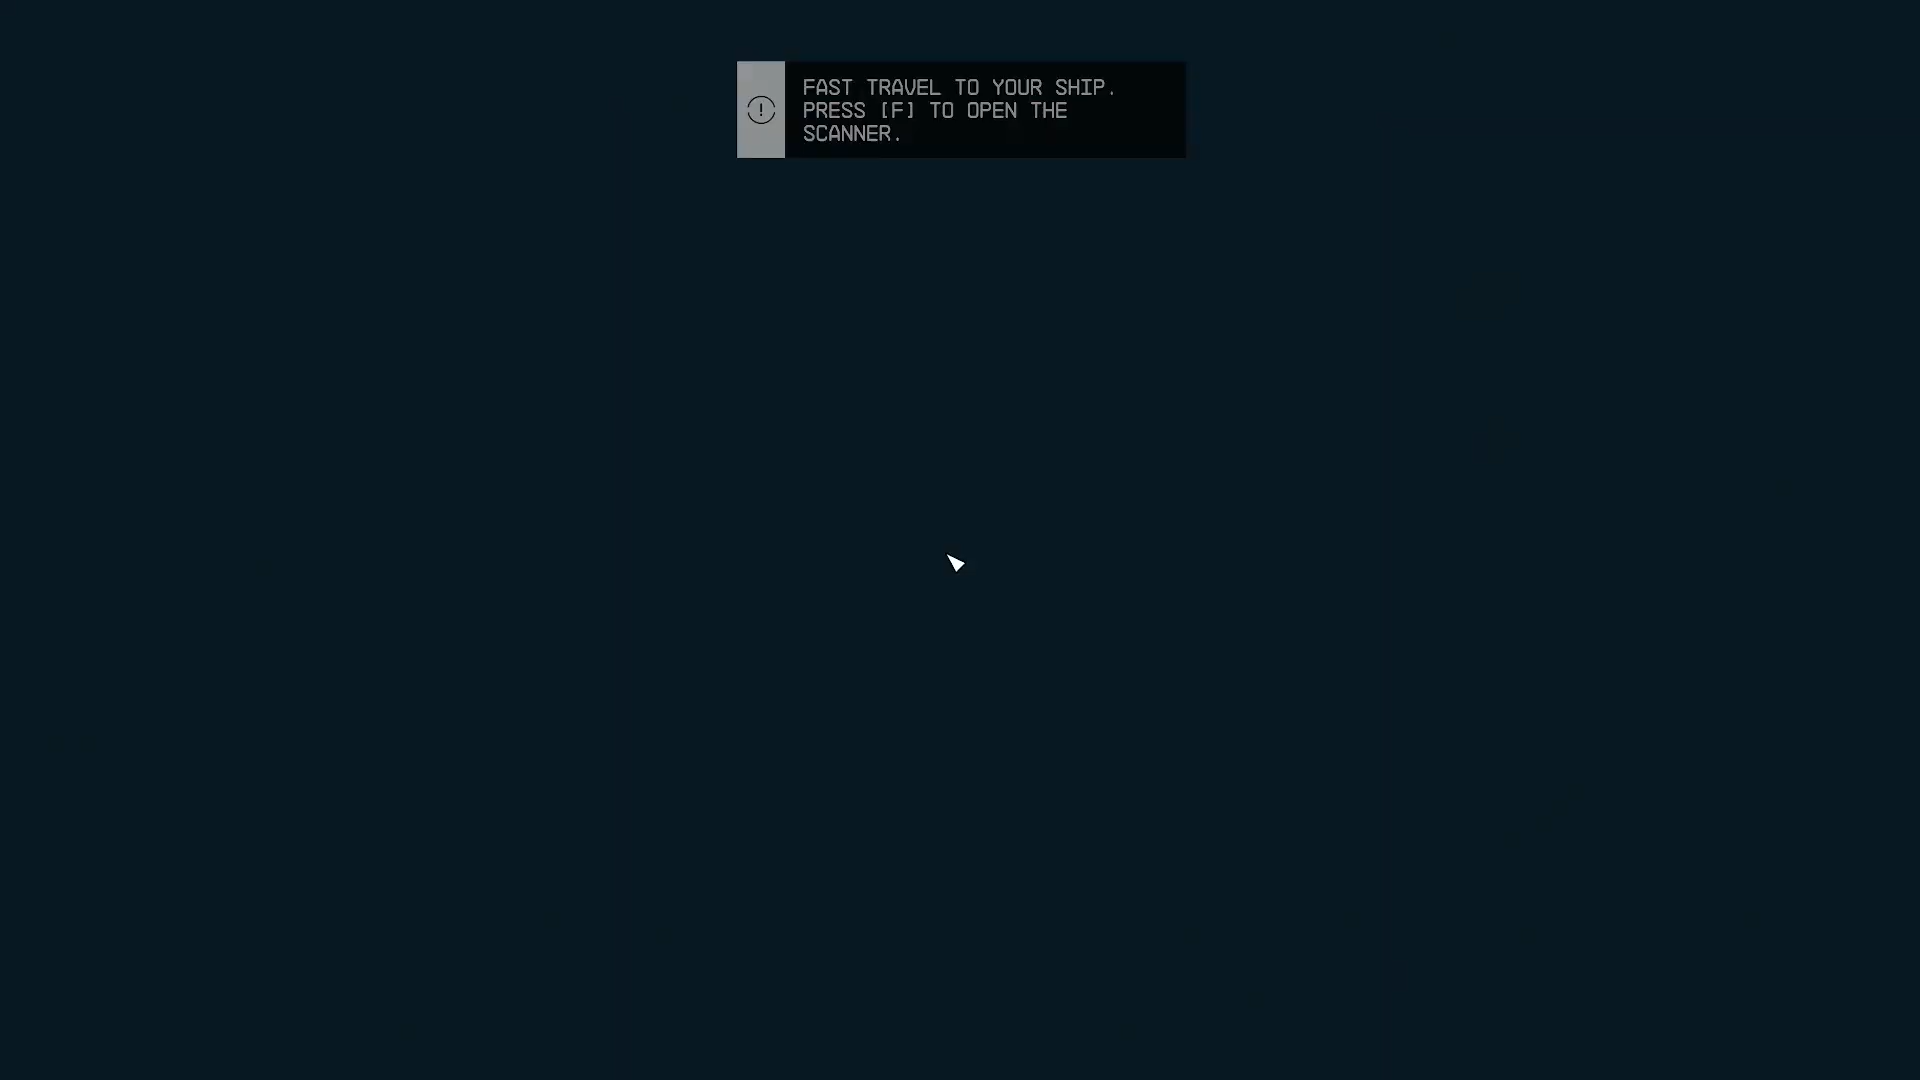 FAST TRAVEL TO YOUR SHIP.
PRESS [F] TO OPEN THE
SCANNER.